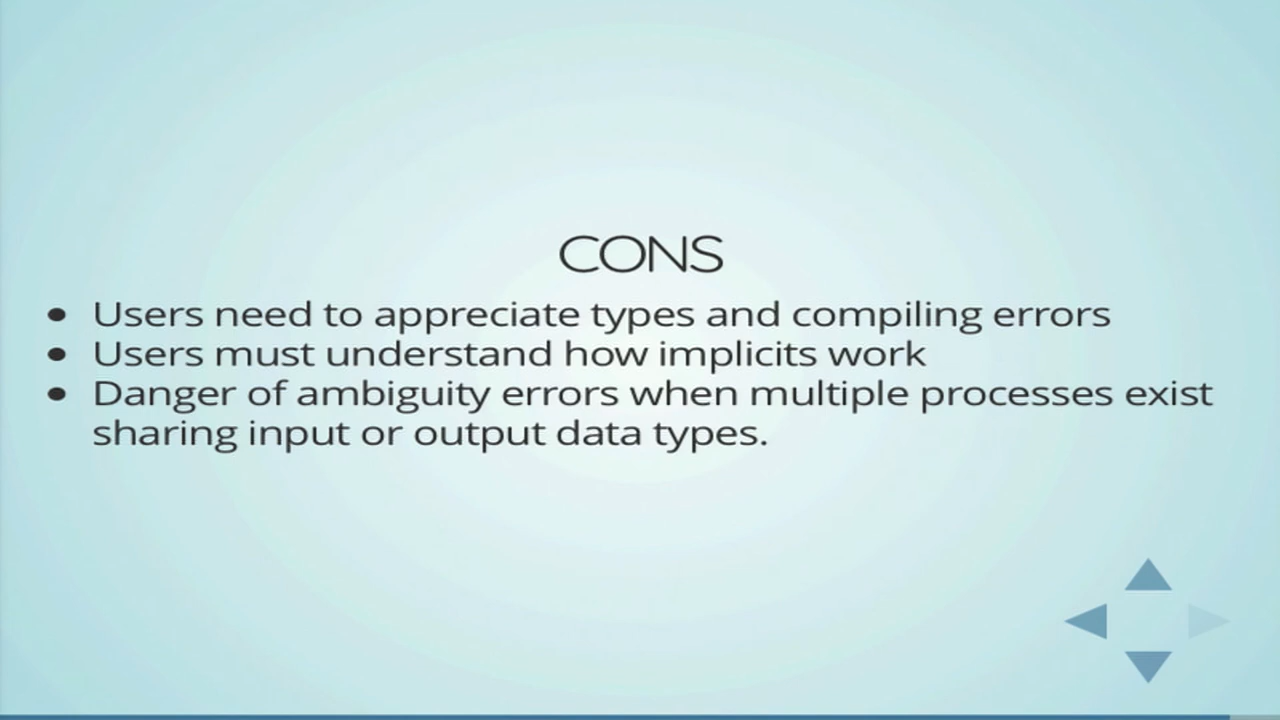 CONS
• Users need to appreciate types and compiling errors
• Users must understand how implicits work
• Danger of ambiguity errors when multiple processes exist
sharing input or output data types.